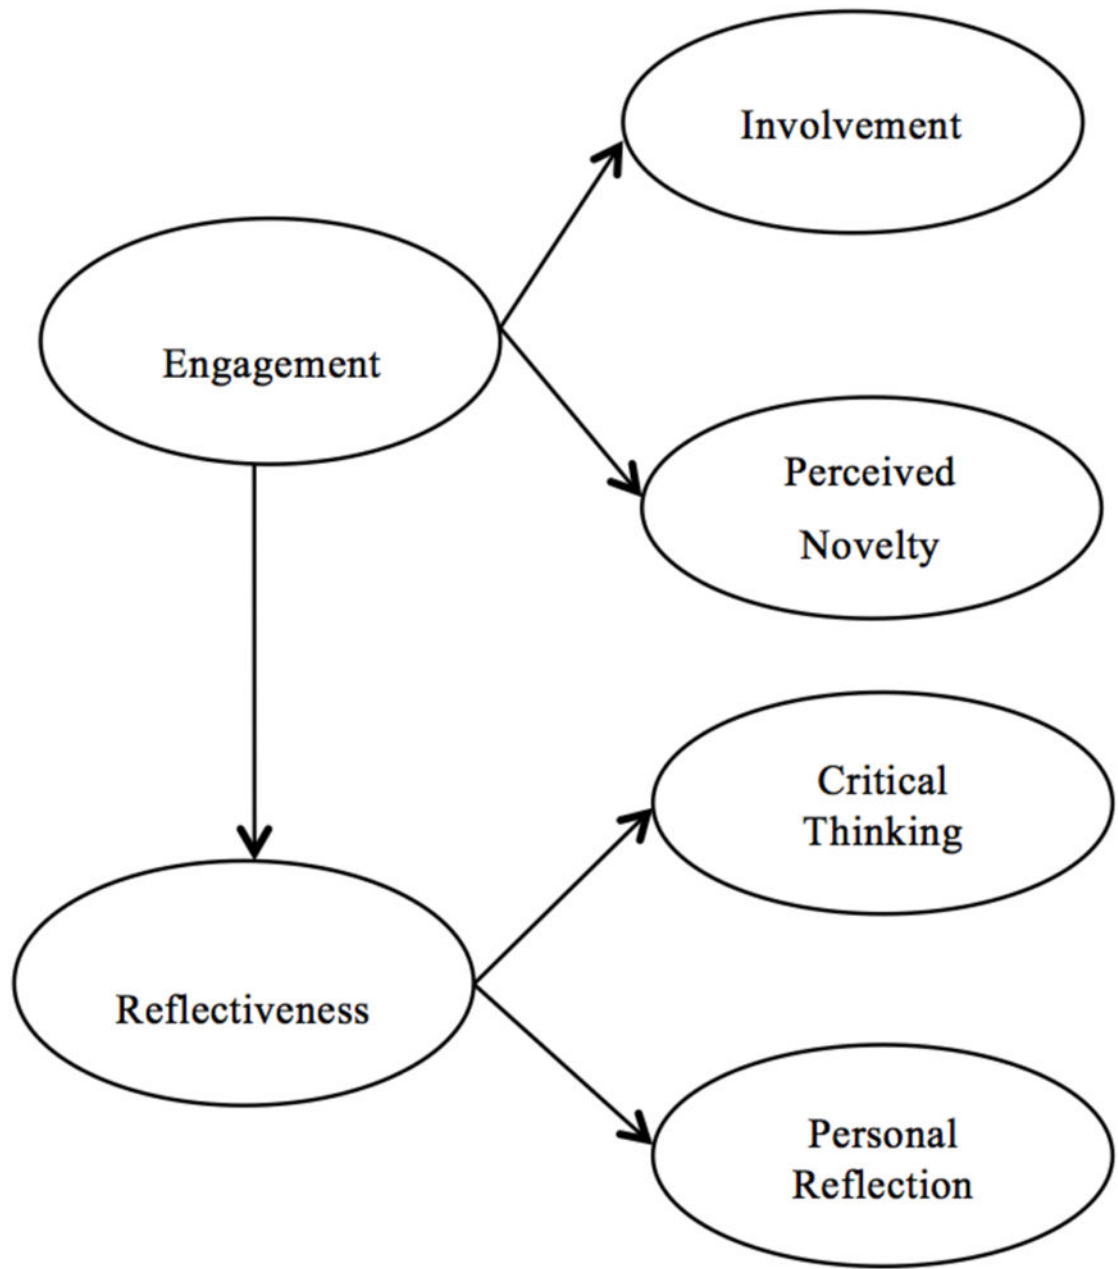 Involvement
Engagement
Perceived
Novelty
Critical
Thinking
Reflectiveness
Personal
Reflection